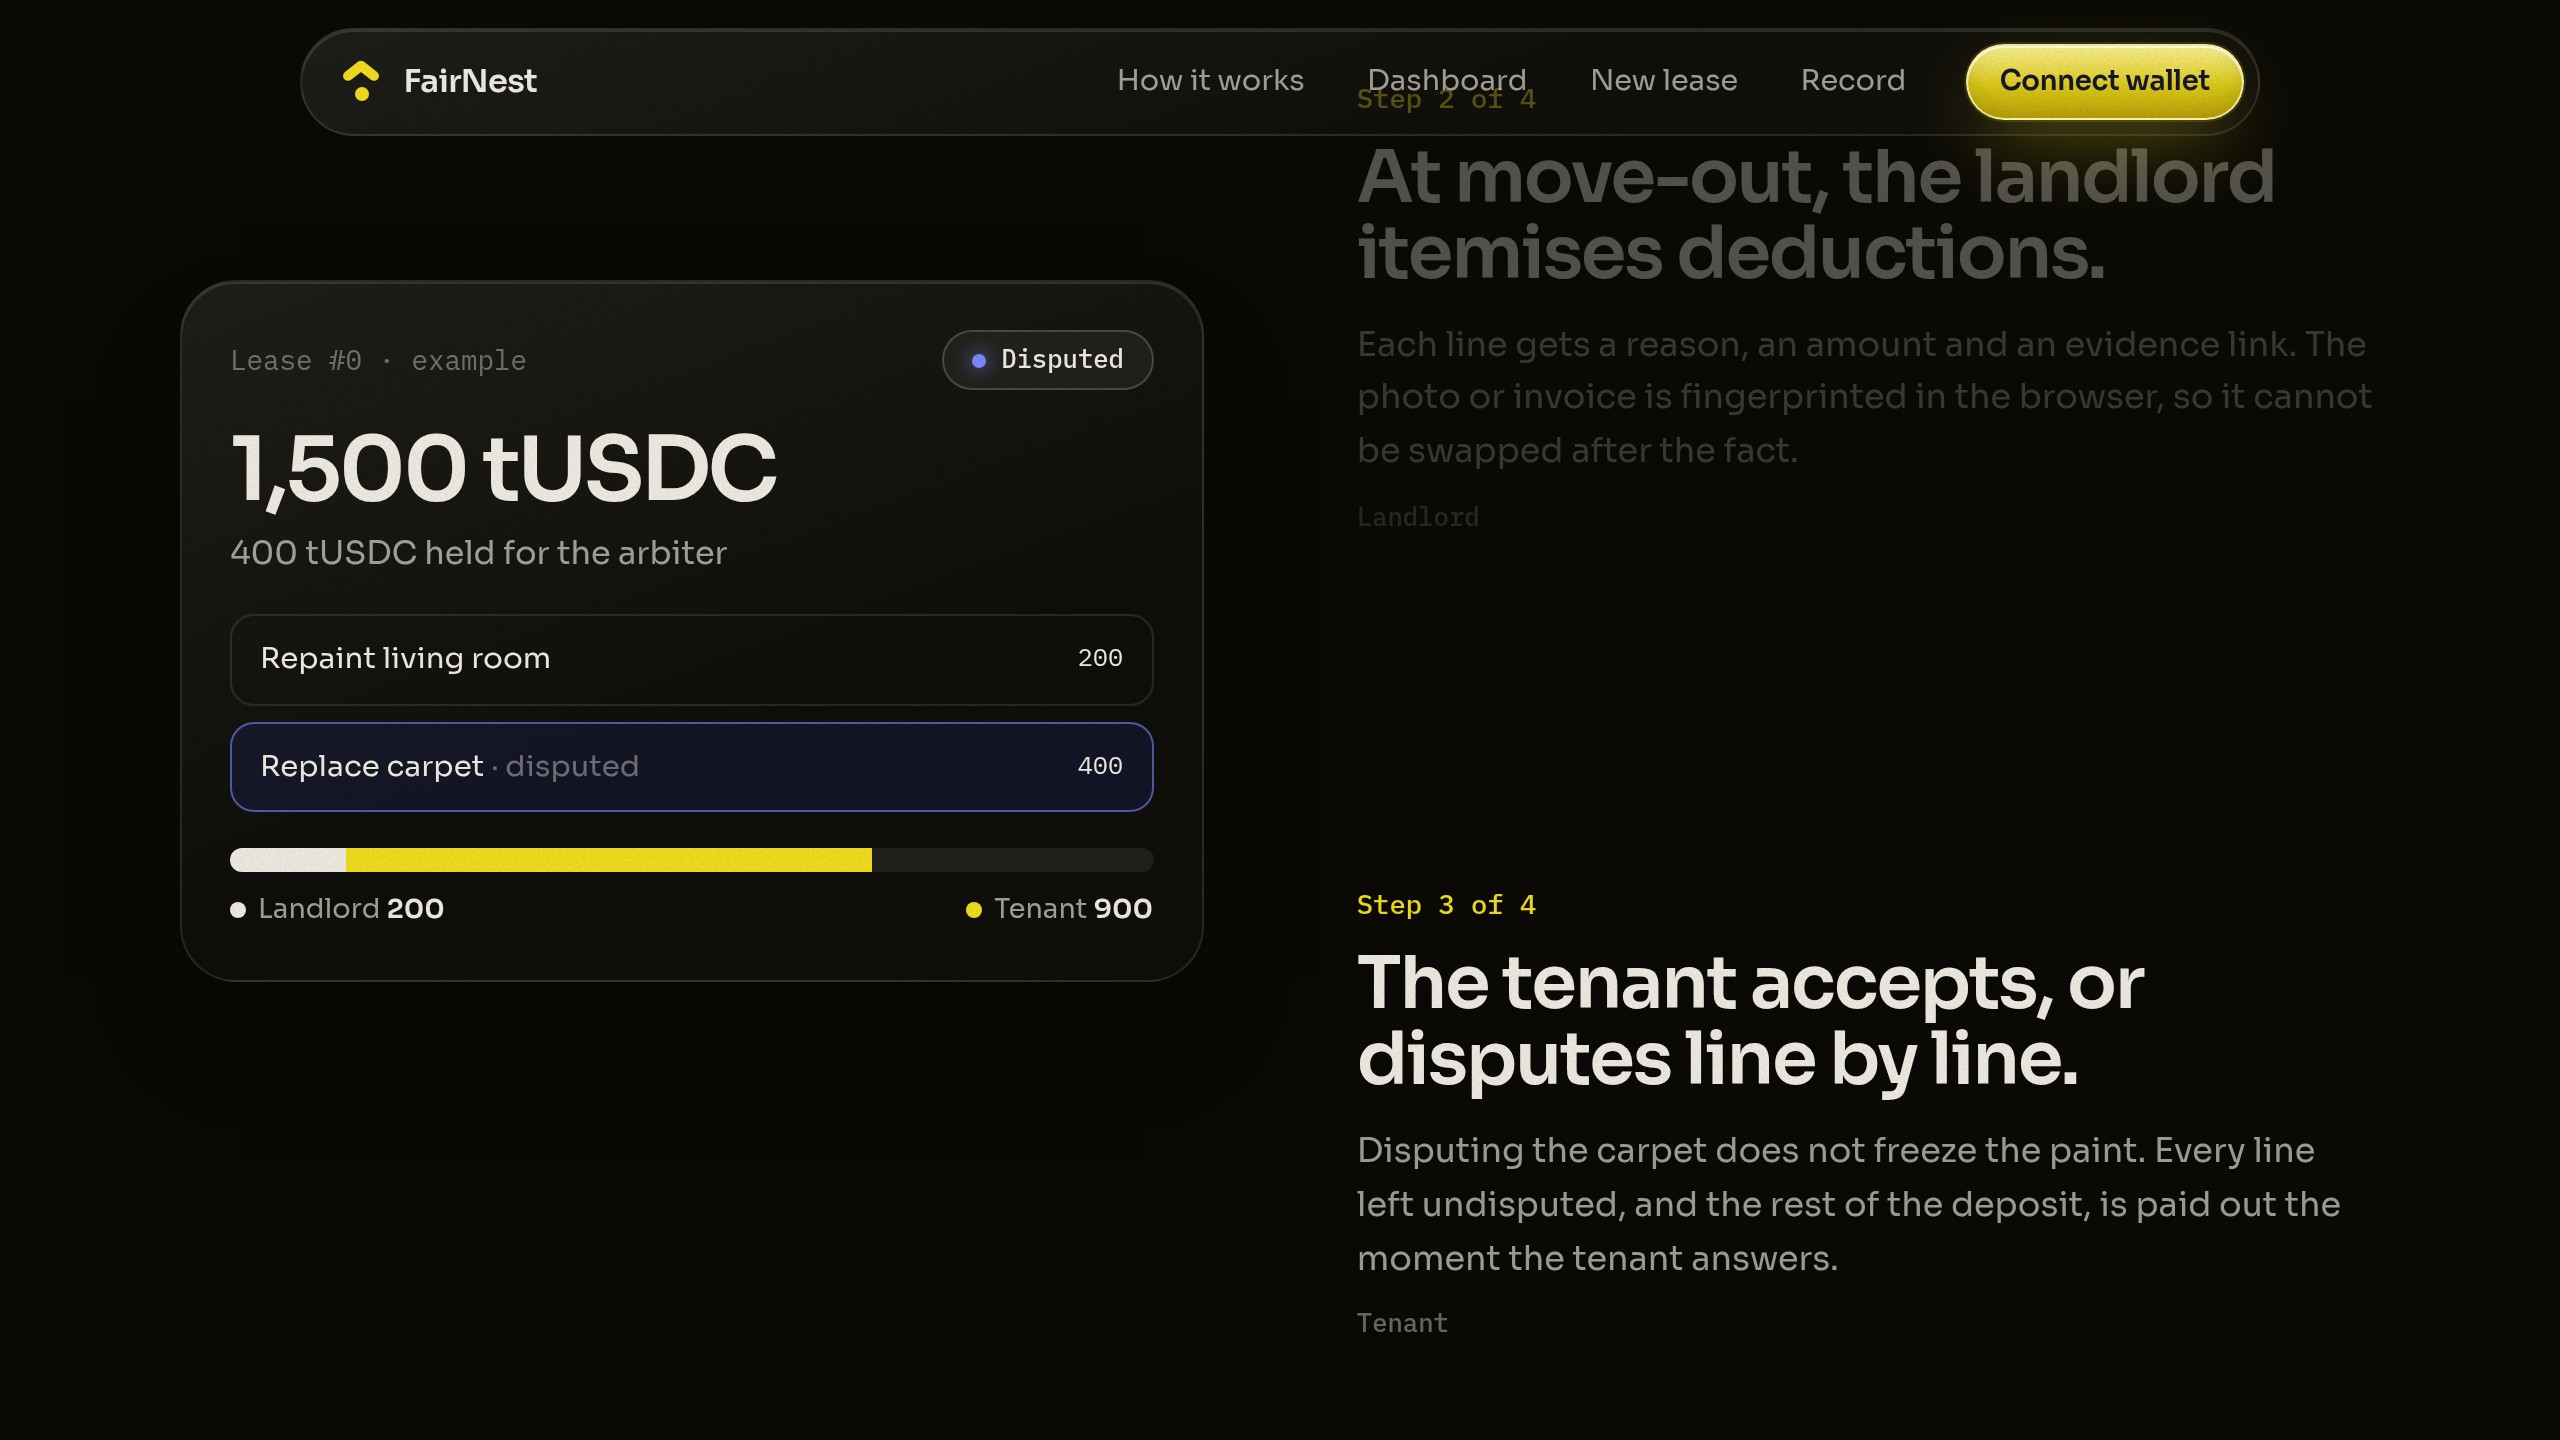 FairNest
How it works
Dashboard
New lease
Record
Connect wallet
Lease #0 · example
Disputed
1,500 tUSDC
400 tUSDC held for the arbiter
Repaint living room
200
Replace carpet · disputed
400
Landlord 200
Tenant 900
Step 2 of 4
At move-out, the landlord
itemises deductions.
Each line gets a reason, an amount and an evidence link. The
photo or invoice is fingerprinted in the browser, so it cannot
be swapped after the fact.
Landlord
Step 3 of 4
The tenant accepts, or
disputes line by line.
Disputing the carpet does not freeze the paint. Every line
left undisputed, and the rest of the deposit, is paid out the
moment the tenant answers.
Tenant